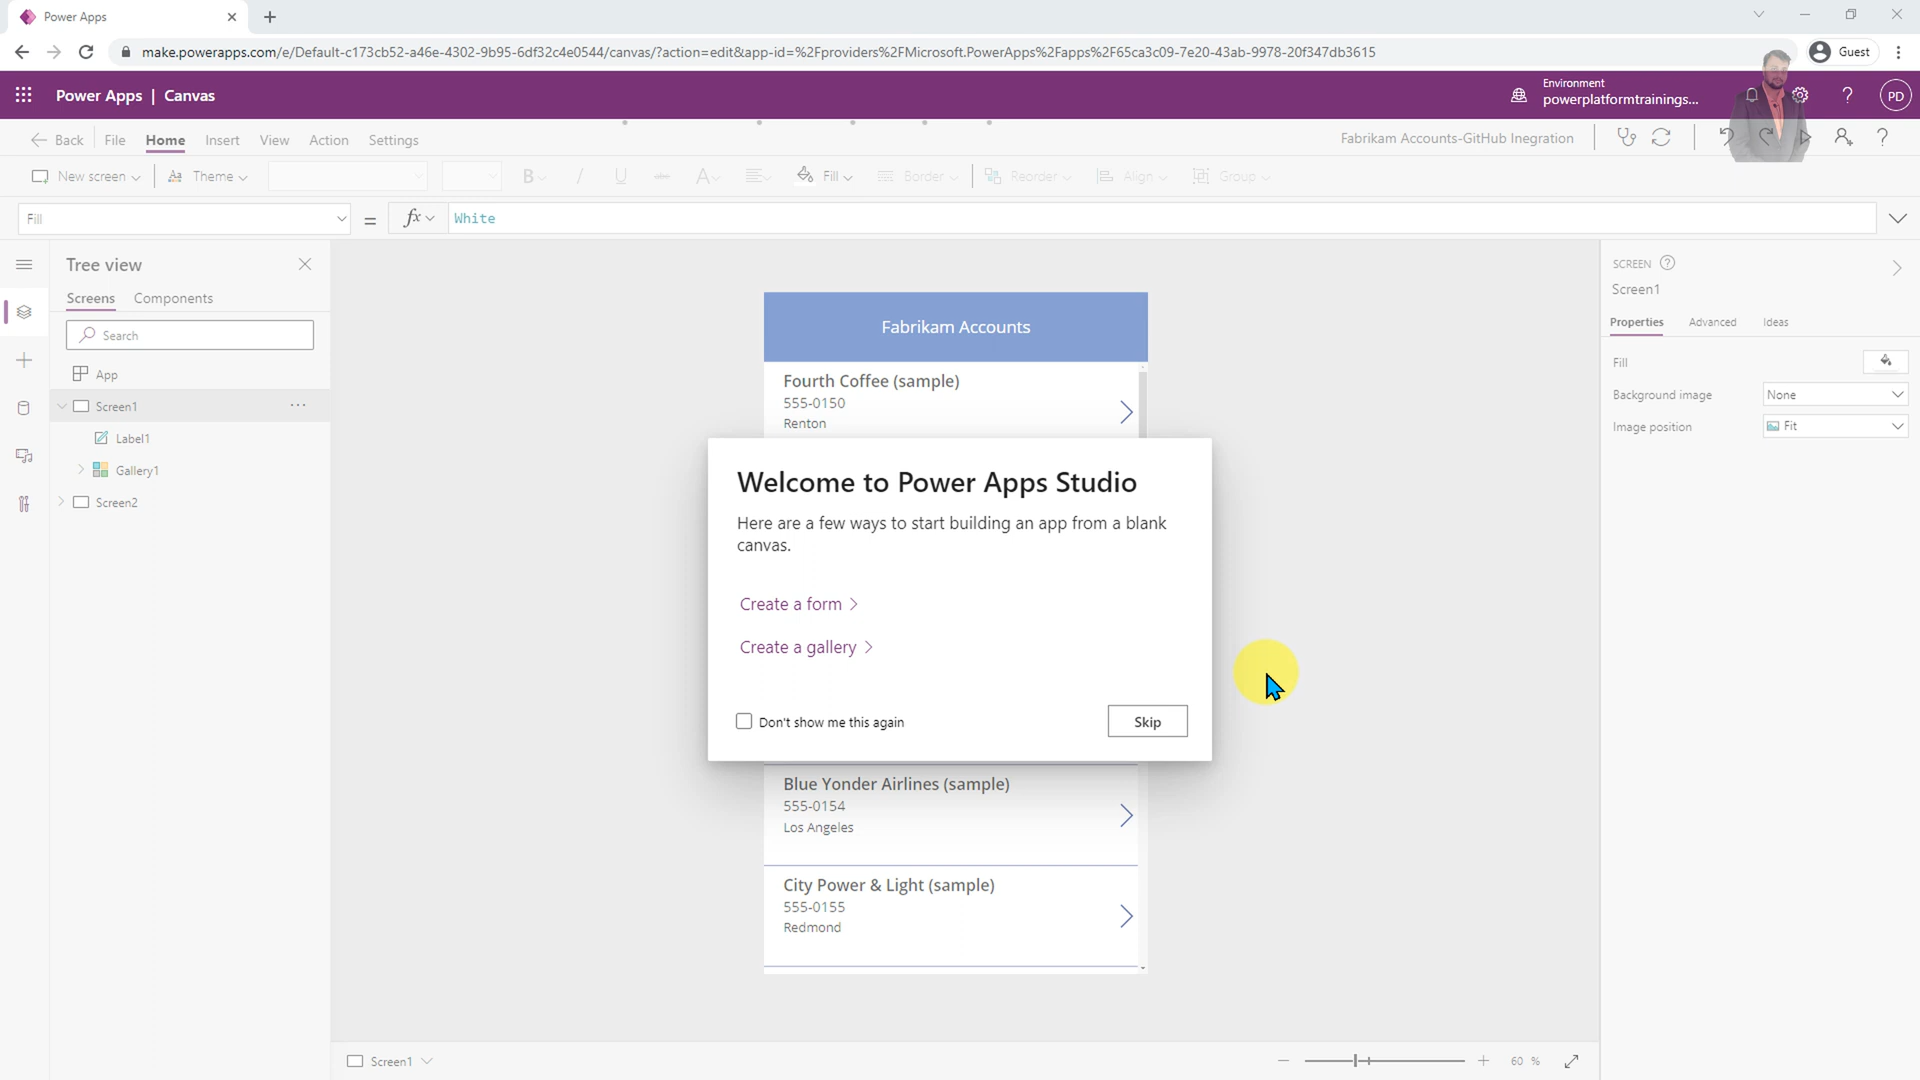 Power Apps
make.powerapps.com/e/Default-c173cb52-a46e-4302-9b95-6df32c4e0544/canvas/?action=edit&app-id=%2Fproviders%2FMicrosoft.PowerApps%2Fapps%2F65ca3c09-7e20-43ab-9978-20f347db3615
Guest
Power Apps | Canvas
Environment
powerplatformtrainings...
PD
Back
File
Home
Insert
View
Action
Settings
Fabrikam Accounts-GitHub Inegration
New screen
Theme
Fill
Border
Reorder
Align
Group
Fill
=
fx
White
Tree view
Screens
Components
Search
App
Screen1
Label1
Gallery1
Screen2
Fabrikam Accounts
Fourth Coffee (sample)
555-0150
Renton
Welcome to Power Apps Studio
Here are a few ways to start building an app from a blank
canvas.
Create a form
Create a gallery
Don't show me this again
Skip
Blue Yonder Airlines (sample)
555-0154
Los Angeles
City Power & Light (sample)
555-0155
Redmond
SCREEN
Screen1
Properties
Advanced
Ideas
Fill
Background image
None
Image position
Fit
Screen1
60 %